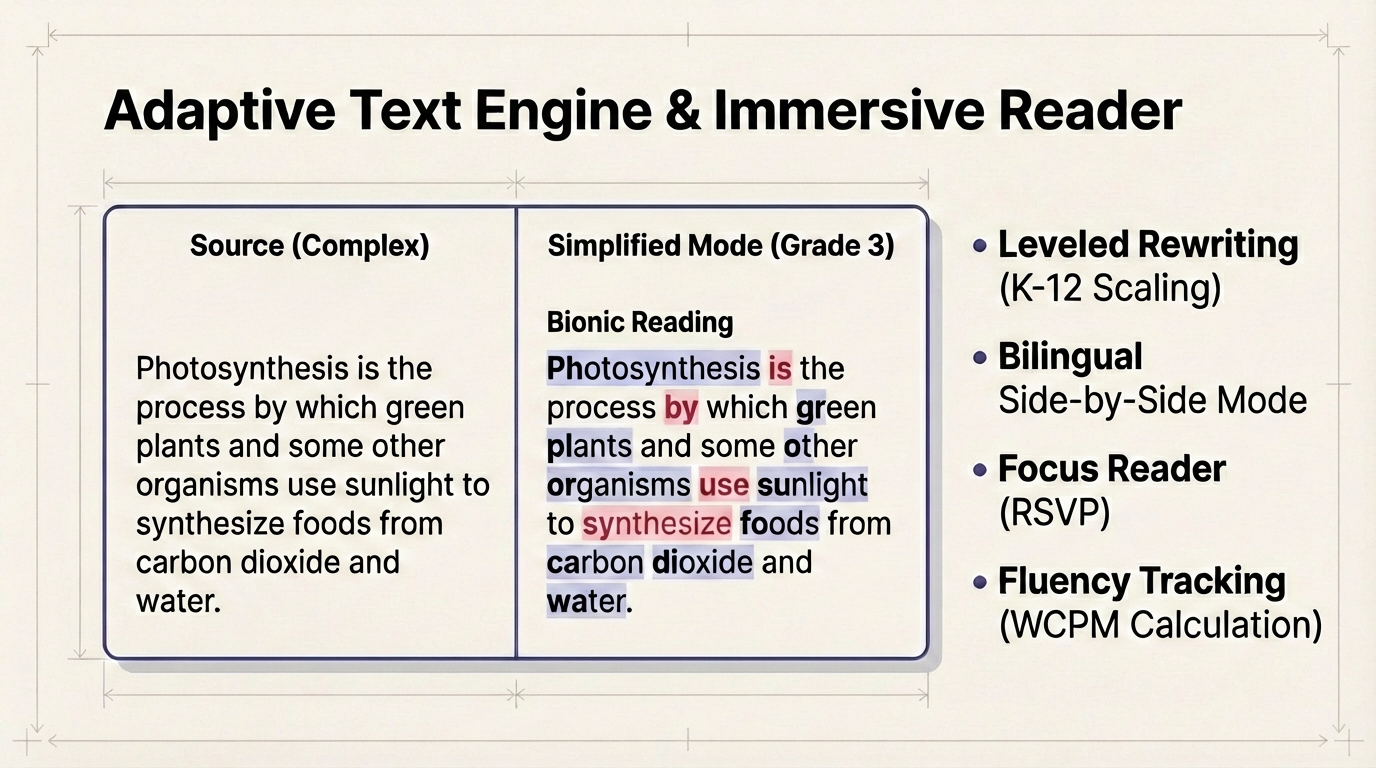 Adaptive Text Engine & Immersive Reader
Source (Complex)
Photosynthesis is the
process by which green
plants and some other
organisms use sunlight to
synthesize foods from
carbon dioxide and
water.
Simplified Mode (Grade 3)
Bionic Reading
Photosynthesis is the
process by which green
plants and some other
organisms use sunlight
to synthesize foods from
carbon dioxide and
water.
• Leveled Rewriting
(K-12 Scaling)
• Bilingual
Side-by-Side Mode
• Focus Reader
(RSVP)
• Fluency Tracking
(WCPM Calculation)